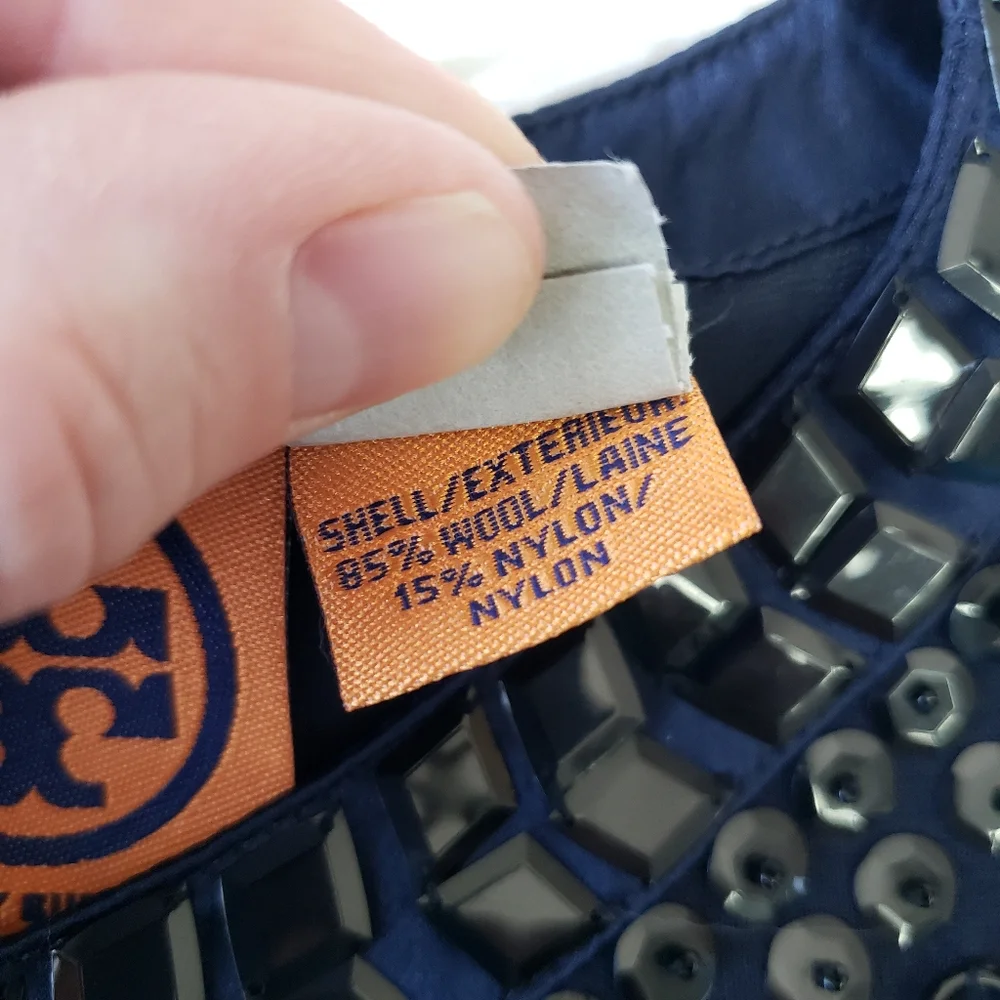 SHELL/EXTERIEUR:
85% WOOL/LAINE
15% NYLON/
NYLON